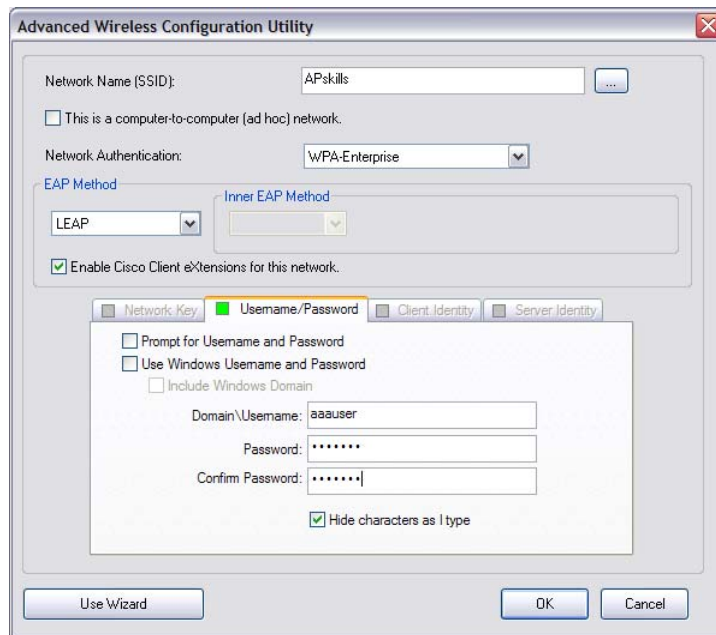 Advanced Wireless Configuration Utility
Network Name (SSID): APskills ...
This is a computer-to-computer (ad hoc) network.
Network Authentication: WPA-Enterprise
EAP Method
Inner EAP Method
LEAP
Enable Cisco Client eXtensions for this network.
Network Key Username/Password Client Identity Server Identity
Prompt for Username and Password
Use Windows Username and Password
Include Windows Domain
Domain\Username: aaauser
Password: •••••••
Confirm Password: •••••••
Hide characters as I type
Use Wizard OK Cancel